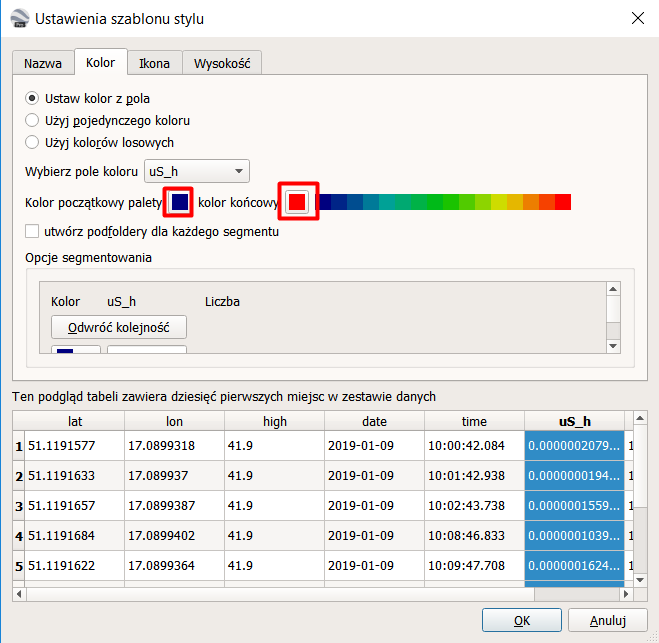 Ustawienia szablonu stylu
Nazwa Kolor Ikona Wysokość
Ustaw kolor z pola
Użyj pojedynczego koloru
Użyj kolorów losowych
Wybierz pole koloru uS_h
Kolor początkowy palety kolor końcowy
utwórz podfoldery dla każdego segmentu
Opcje segmentowania
Kolor uS_h Liczba
Odwróć kolejność
Ten podgląd tabeli zawiera dziesięć pierwszych miejsc w zestawie danych
lat lon high date time uS_h
1 51.1191577 17.0899318 41.9 2019-01-09 10:00:42.084 0.0000002079... 1
2 51.1191633 17.089937 41.9 2019-01-09 10:01:42.938 0.0000000194... 1
3 51.1191657 17.0899387 41.9 2019-01-09 10:02:43.738 0.0000001559... 1
4 51.1191684 17.0899402 41.9 2019-01-09 10:08:46.833 0.0000001039... 1
5 51.1191622 17.0899364 41.9 2019-01-09 10:09:47.708 0.0000001624... 1
OK Anuluj